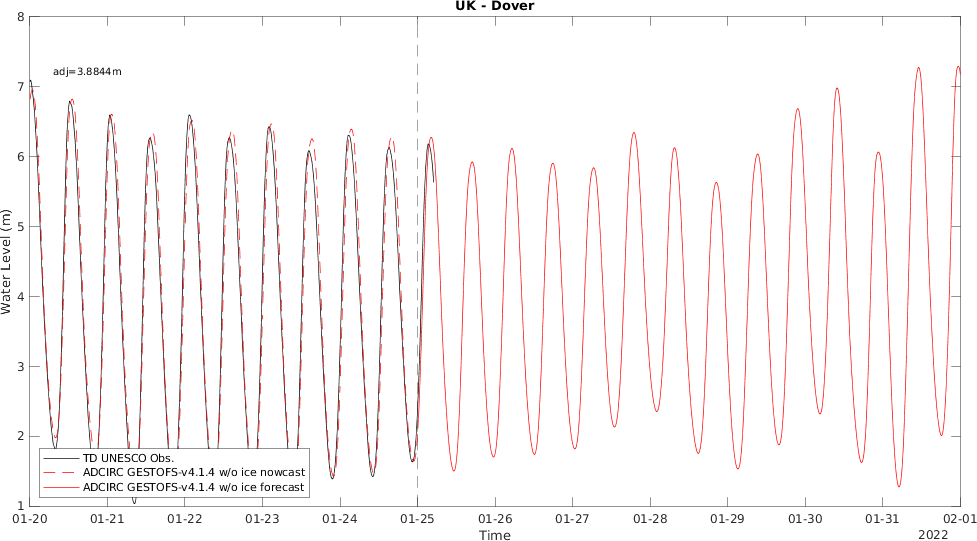 UK - Dover
adj=3.8844m
8
7
6
5
4
3
2
1
Water Level (m)
TD UNESCO Obs.
ADCIRC GESTOFS-v4.1.4 w/o ice nowcast
ADCIRC GESTOFS-v4.1.4 w/o ice forecast
01-20 01-21 01-22 01-23 01-24 01-25 01-26 01-27 01-28 01-29 01-30 01-31 02-01
Time
2022